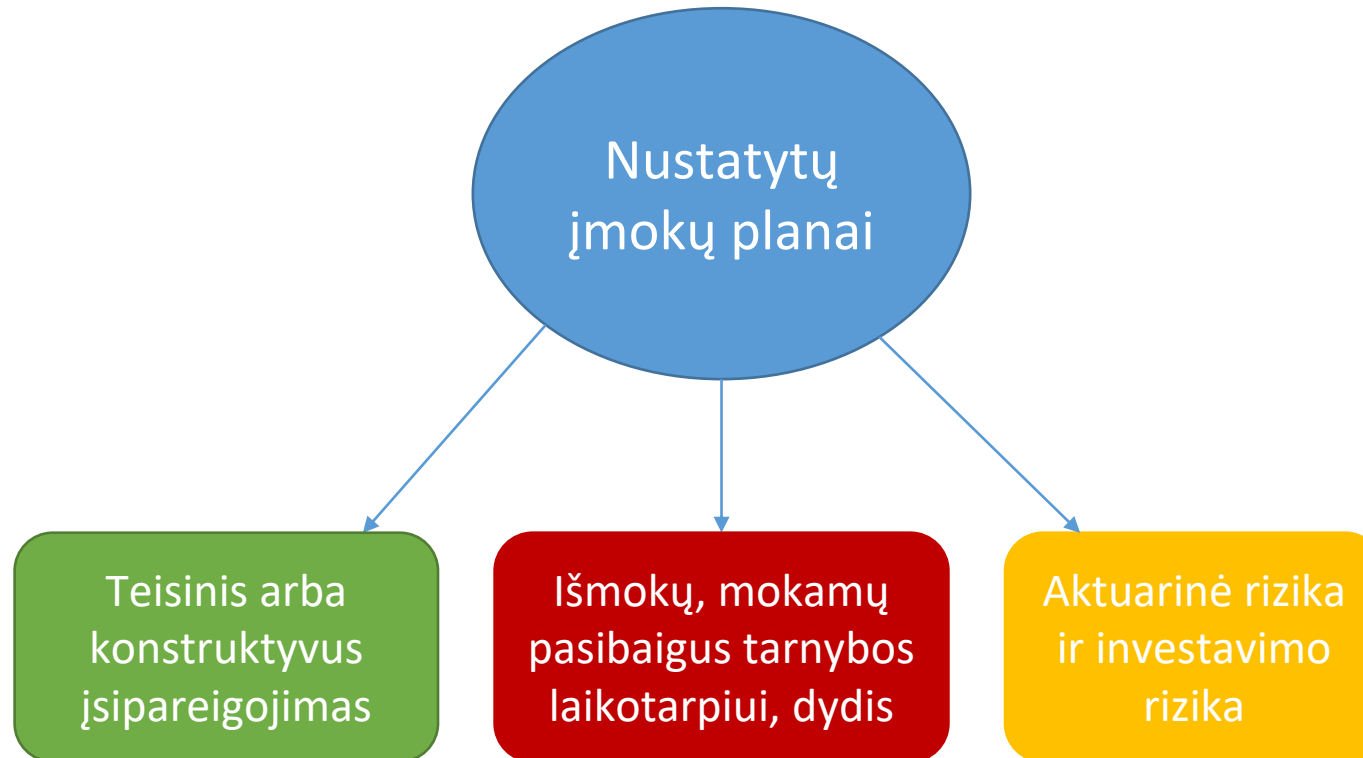 Nustatytų
įmokų planai
Teisinis arba
konstruktyvus
įsipareigojimas
Išmokų, mokamų
pasibaigus tarnybos
laikotarpiui, dydis
Aktuarinė rizika
ir investavimo
rizika